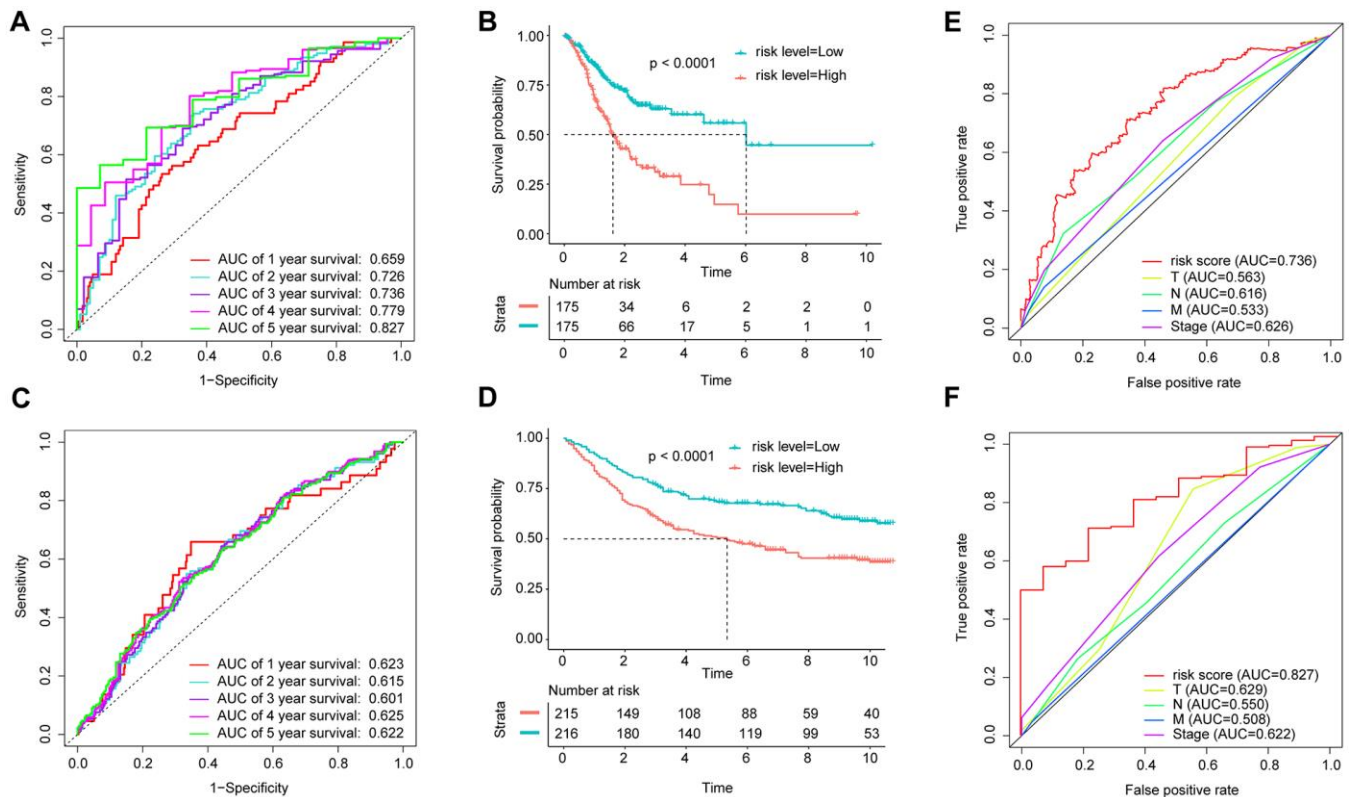 A
1.0
0.8
0.6
0.4
0.2
0.0
Sensitivity
AUC of 1 year survival: 0.659
AUC of 2 year survival: 0.726
AUC of 3 year survival: 0.736
AUC of 4 year survival: 0.779
AUC of 5 year survival: 0.827
0.0 0.2 0.4 0.6 0.8 1.0
1−Specificity
B
1.00
0.75
0.50
0.25
0.00
Survival probability
p < 0.0001
risk level=Low
risk level=High
0 2 4 6 8 10
Time
Number at risk
Strata
175 34 6 2 2 0
175 66 17 5 1 1
0 2 4 6 8 10
Time
E
1.0
0.8
0.6
0.4
0.2
0.0
True positive rate
risk score (AUC=0.736)
T (AUC=0.563)
N (AUC=0.616)
M (AUC=0.533)
Stage (AUC=0.626)
0.0 0.2 0.4 0.6 0.8 1.0
False positive rate
C
1.0
0.8
0.6
0.4
0.2
0.0
Sensitivity
AUC of 1 year survival: 0.623
AUC of 2 year survival: 0.615
AUC of 3 year survival: 0.601
AUC of 4 year survival: 0.625
AUC of 5 year survival: 0.622
0.0 0.2 0.4 0.6 0.8 1.0
1−Specificity
D
1.00
0.75
0.50
0.25
0.00
Survival probability
p < 0.0001
risk level=Low
risk level=High
0 2 4 6 8 10
Time
Number at risk
Strata
215 149 108 88 59 40
216 180 140 119 99 53
0 2 4 6 8 10
Time
F
1.0
0.8
0.6
0.4
0.2
0.0
True positive rate
risk score (AUC=0.827)
T (AUC=0.629)
N (AUC=0.550)
M (AUC=0.508)
Stage (AUC=0.622)
0.0 0.2 0.4 0.6 0.8 1.0
False positive rate